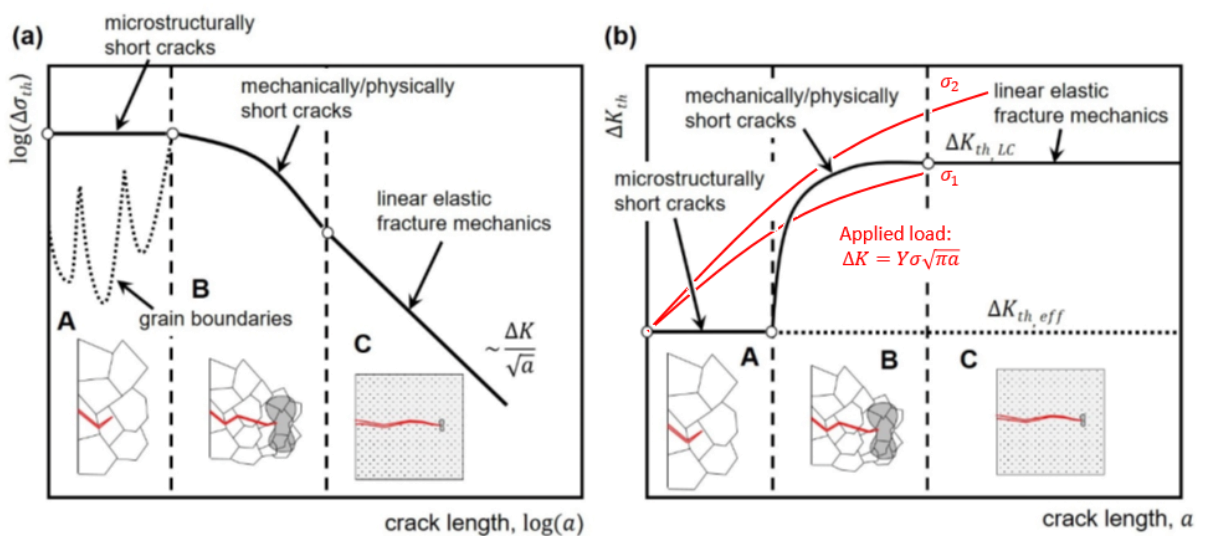 (a)
microstructurally
short cracks
mechanically/physically
short cracks
log(Δσ_th)
linear elastic
fracture mechanics
B
A
grain boundaries
C
~ ΔK/√a
crack length, log(a)
(b)
σ₂
linear elastic
fracture mechanics
mechanically/physically
short cracks
ΔK_th
ΔK_th, LC
microstructurally
short cracks
σ₁
Applied load:
ΔK = Yσ√πa
ΔK_th, eff
A
B
C
crack length, a